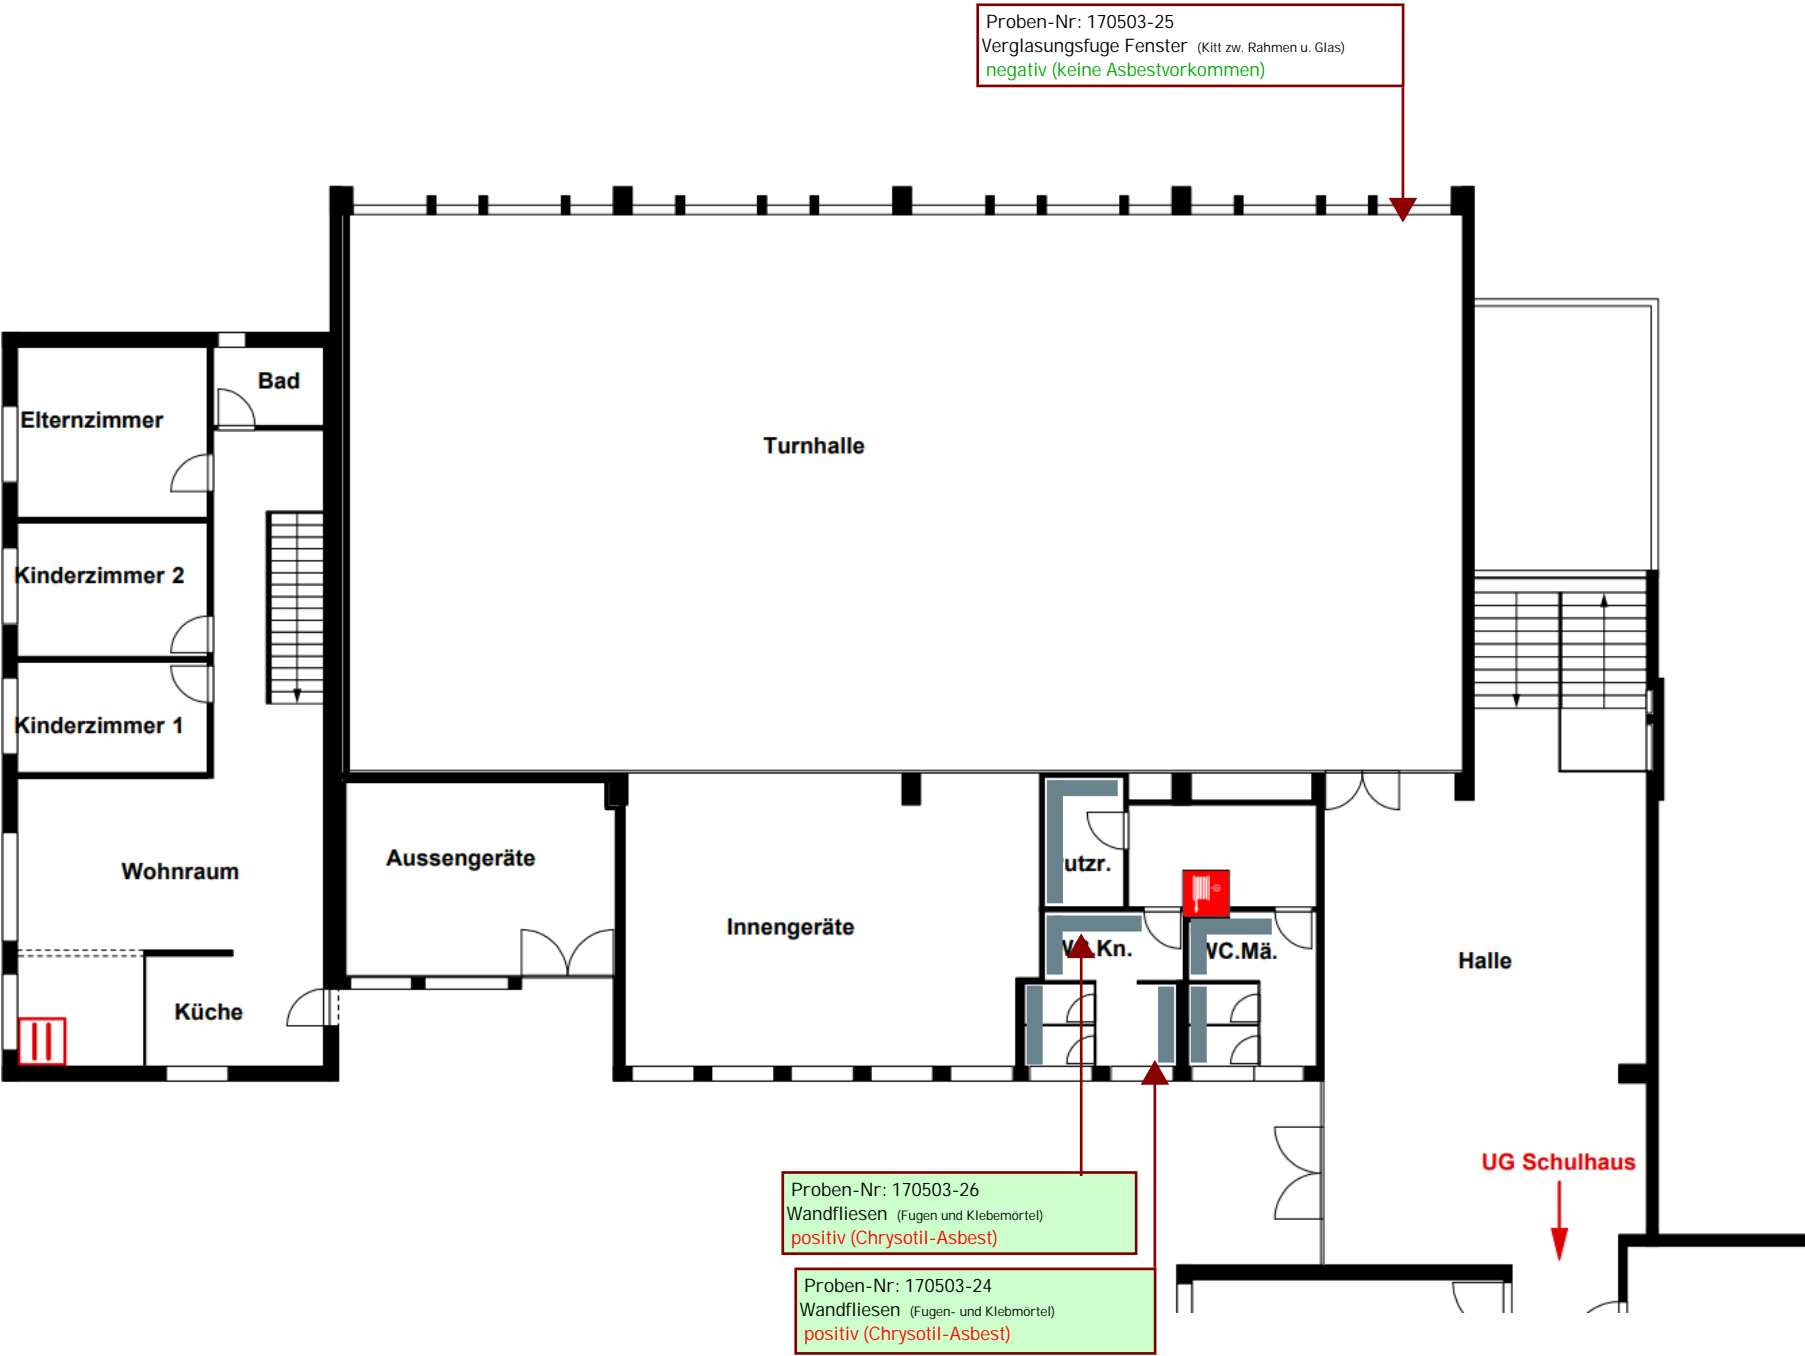 Proben-Nr: 170503-25
Verglasungsfuge Fenster (Kitt zw. Rahmen u. Glas)
negativ (keine Asbestvorkommen)
Bad
Elternzimmer
Turnhalle
Kinderzimmer 2
Kinderzimmer 1
Wohnraum
Aussengeräte
utzr.
Innengeräte
Kn.
WC.Mä.
Halle
Küche
UG Schulhaus
Proben-Nr: 170503-26
Wandfliesen (Fugen und Klebemörtel)
positiv (Chrysotil-Asbest)
Proben-Nr: 170503-24
Wandfliesen (Fugen- und Klebmörtel)
positiv (Chrysotil-Asbest)